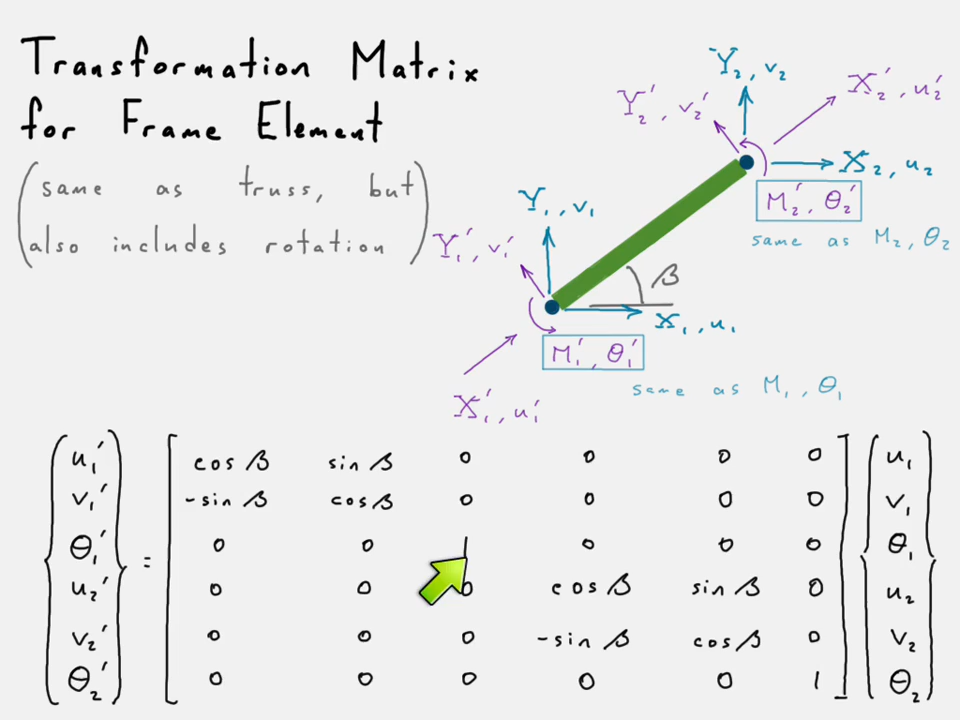 Transformation Matrix
for Frame Element
(same as truss, but
also includes rotation)
Y₂, v₂
X₂′, u₂′
Y₂′, v₂′
X₂, u₂
M₂′, θ₂′
same as M₂, θ₂
Y₁, v₁
Y₁′, v₁′
β
X₁, u₁
M₁′, θ₁′
same as M₁, θ₁
X₁′, u₁′
u₁′ cos β sin β 0 0 0 0 u₁
v₁′ -sin β cos β 0 0 0 0 v₁
θ₁′ = 0 0 1 0 0 0 θ₁
u₂′ 0 0 0 cos β sin β 0 u₂
v₂′ 0 0 0 -sin β cos β 0 v₂
θ₂′ 0 0 0 0 0 1 θ₂